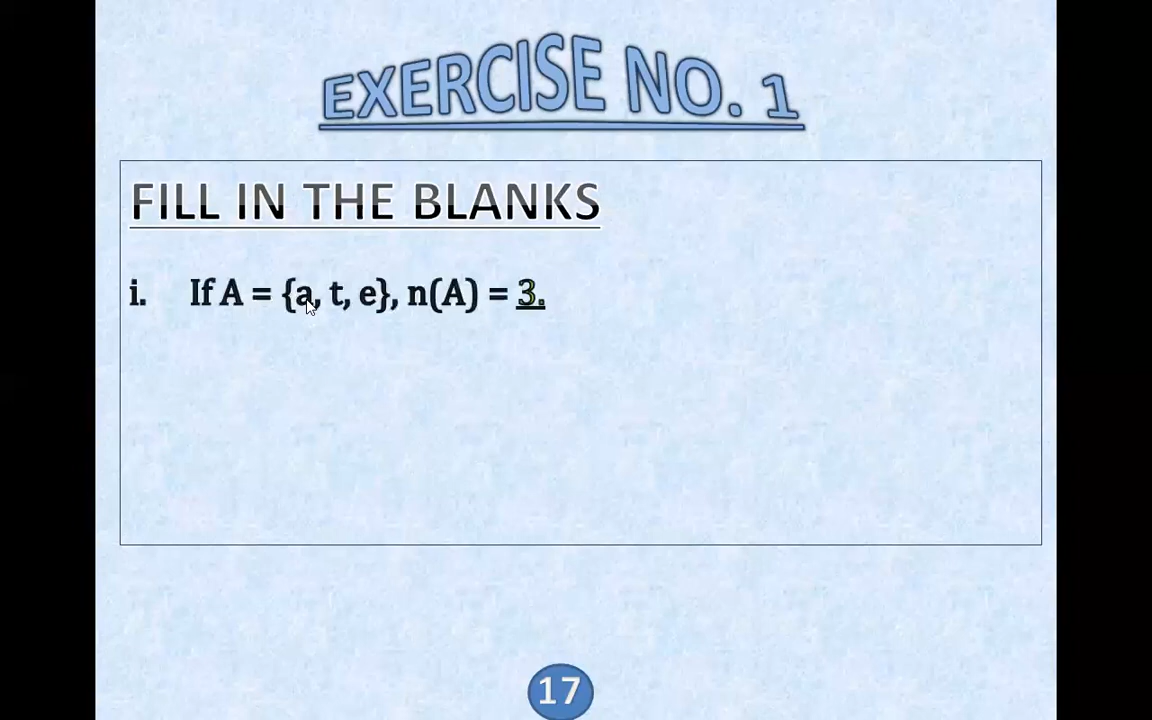 EXERCISE NO. 1
FILL IN THE BLANKS
i. If A = {a, t, e}, n(A) = 3.
17